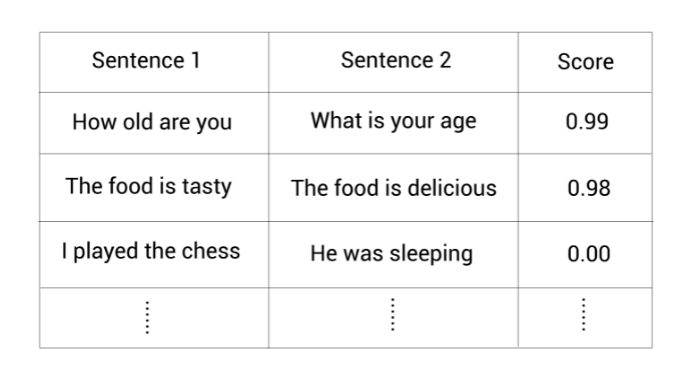 Sentence 1 Sentence 2 Score
How old are you What is your age 0.99
The food is tasty The food is delicious 0.98
I played the chess He was sleeping 0.00